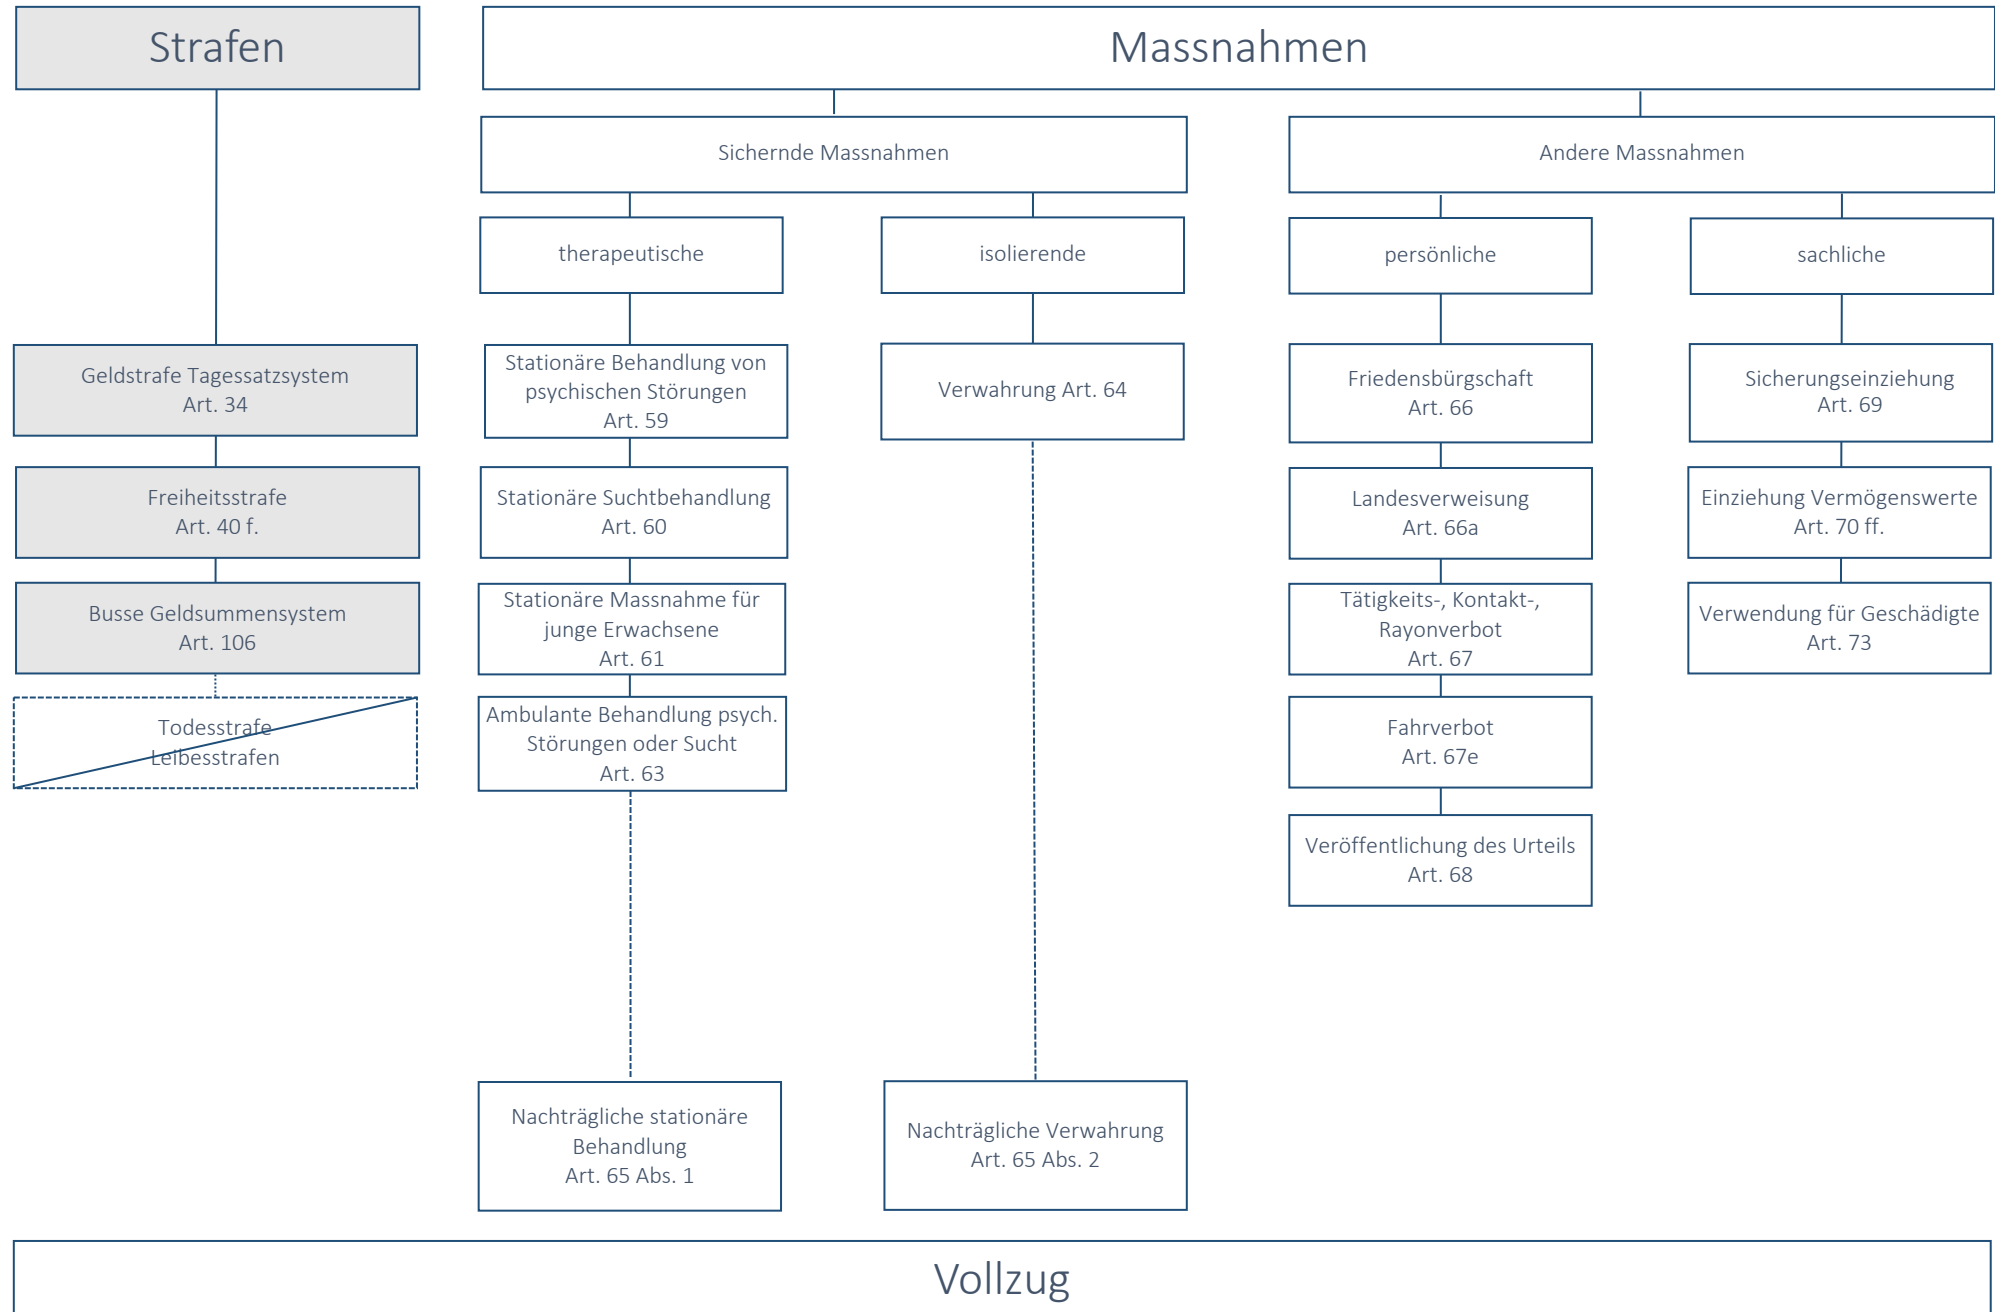 Strafen
Massnahmen
Sichernde Massnahmen
Andere Massnahmen
therapeutische
isolierende
persönliche
sachliche
Geldstrafe Tagessatzsystem
Art. 34
Freiheitsstrafe
Art. 40 f.
Busse Geldsummensystem
Art. 106
Todesstrafe
Leibesstrafen
Stationäre Behandlung von
psychischen Störungen
Art. 59
Stationäre Suchtbehandlung
Art. 60
Stationäre Massnahme für
junge Erwachsene
Art. 61
Ambulante Behandlung psych.
Störungen oder Sucht
Art. 63
Nachträgliche stationäre
Behandlung
Art. 65 Abs. 1
Verwahrung Art. 64
Nachträgliche Verwahrung
Art. 65 Abs. 2
Friedensbürgschaft
Art. 66
Landesverweisung
Art. 66a
Tätigkeits-, Kontakt-,
Rayonverbot
Art. 67
Fahrverbot
Art. 67e
Veröffentlichung des Urteils
Art. 68
Sicherungseinziehung
Art. 69
Einziehung Vermögenswerte
Art. 70 ff.
Verwendung für Geschädigte
Art. 73
Vollzug